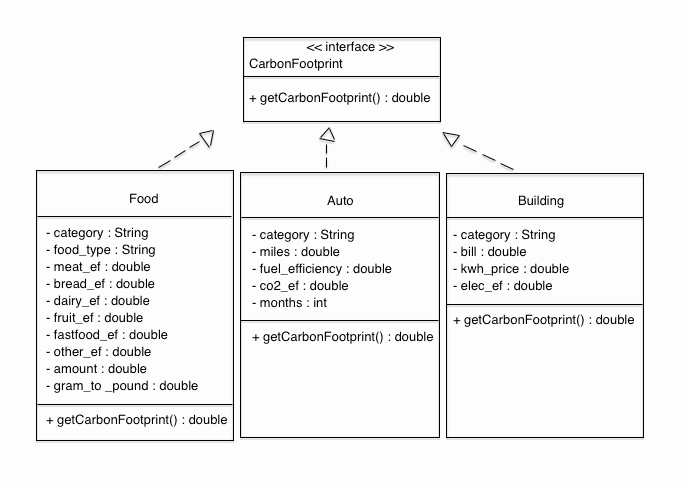 << interface >>
CarbonFootprint
+ getCarbonFootprint() : double
Food
- category : String
- food_type : String
- meat_ef : double
- bread_ef : double
- dairy_ef : double
- fruit_ef : double
- fastfood_ef : double
- other_ef : double
- amount : double
- gram_to _pound : double
+ getCarbonFootprint() : double
Auto
- category : String
- miles : double
- fuel_efficiency : double
- co2_ef : double
- months : int
+ getCarbonFootprint() : double
Building
- category : String
- bill : double
- kwh_price : double
- elec_ef : double
+ getCarbonFootprint() : double